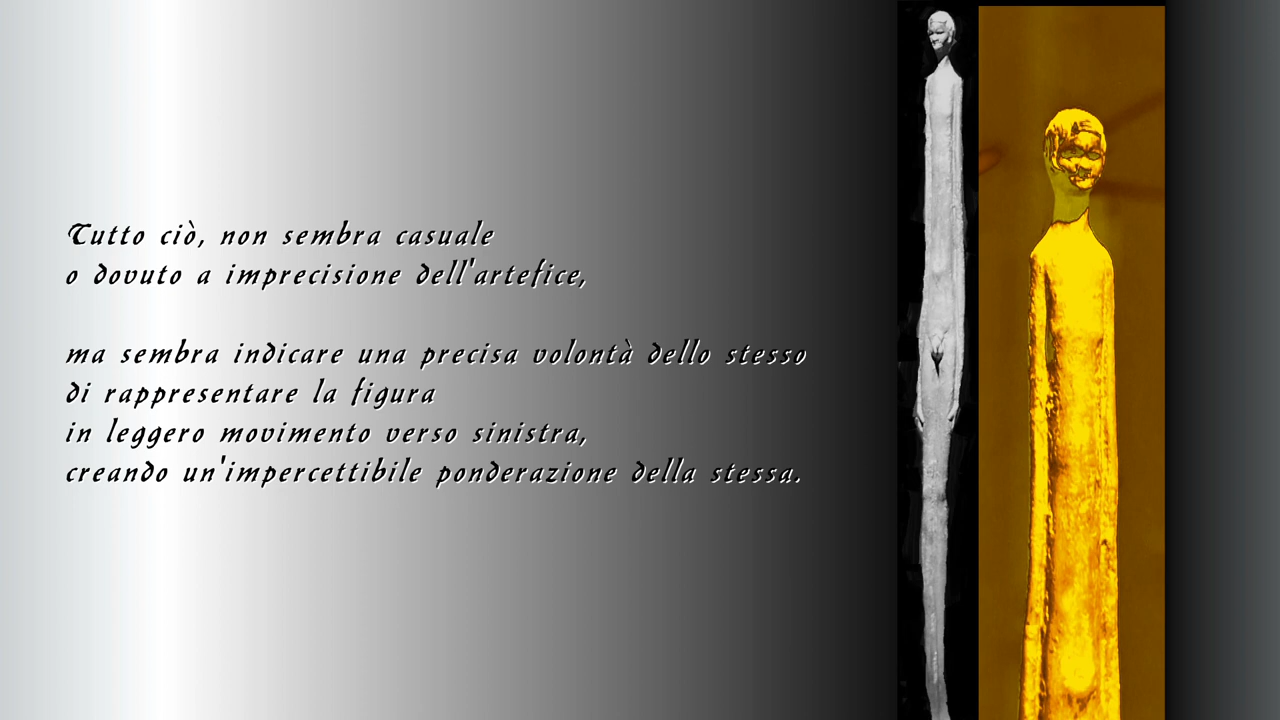 Tutto ciò, non sembra casuale
o dovuto a imprecisione dell'artefice,
ma sembra indicare una precisa volontà dello stesso
di rappresentare la figura
in leggero movimento verso sinistra,
creando un'impercettibile ponderazione della stessa.